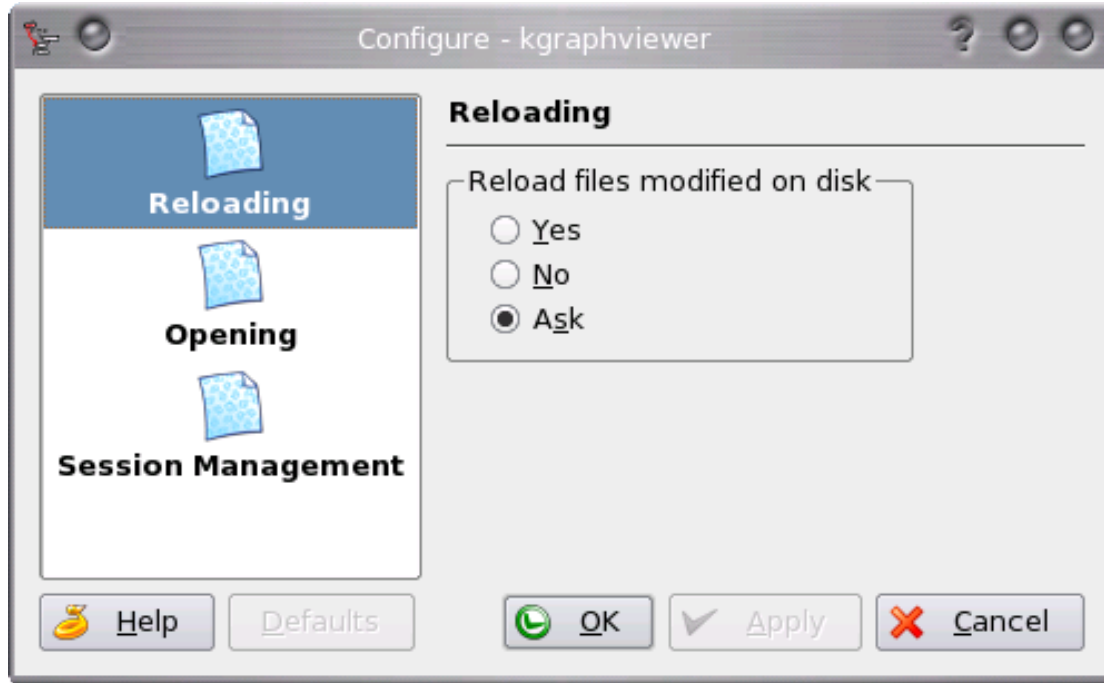 Configure - kgraphviewer
?
Reloading
Opening
Session Management
Reloading
Reload files modified on disk
Yes
No
Ask
Help
Defaults
OK
Apply
Cancel